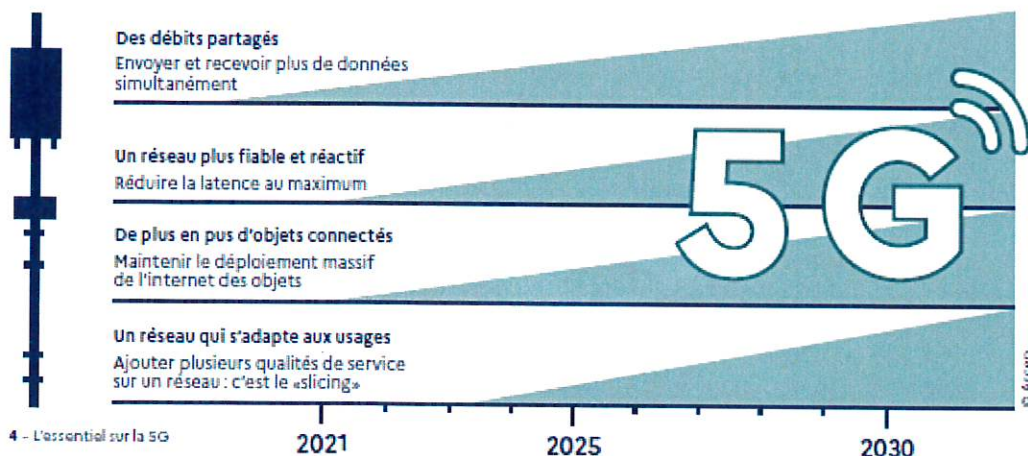 Des débits partagés
Envoyer et recevoir plus de données
simultanément
Un réseau plus fiable et réactif
Réduire la latence au maximum
De plus en pus d'objets connectés
Maintenir le déploiement massif
de l'internet des objets
Un réseau qui s'adapte aux usages
Ajouter plusieurs qualités de service
sur un réseau : c'est le «slicing»
5G
4 - L'essentiel sur la 5G
2021
2025
2030